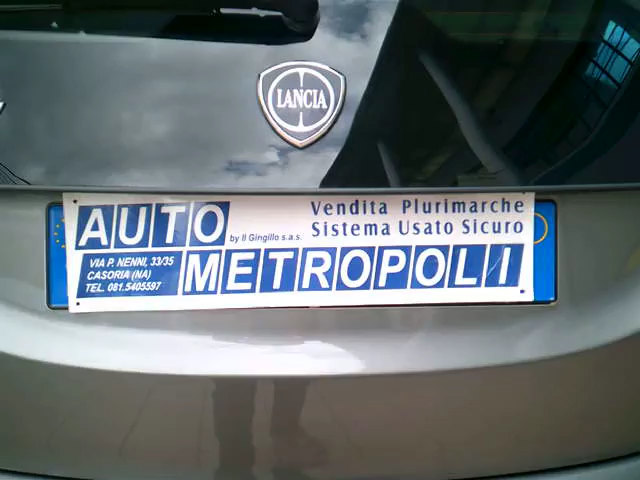 LANCIA
AUTO
by Il Gingillo s.a.s.
Vendita Plurimarche
Sistema Usato Sicuro
VIA P. NENNI, 33/35
CASORIA (NA)
TEL. 081.5405597
METROPOLI